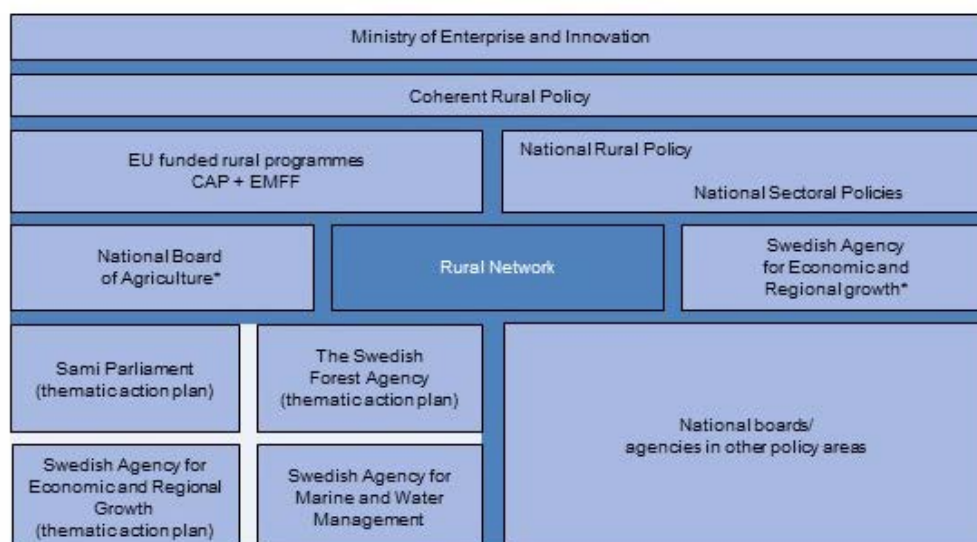 Ministry of Enterprise and Innovation
Coherent Rural Policy
EU funded rural programmes
CAP + EMFF
National Rural Policy
National Sectoral Policies
National Board
of Agriculture*
Rural Network
Swedish Agency
for Economic and
Regional growth*
Sami Parliament
(thematic action plan)
The Swedish
Forest Agency
(thematic action plan)
National boards/
agencies in other policy areas
Swedish Agency for
Economic and Regional
Growth
(thematic action plan)
Swedish Agency for
Marine and Water
Management